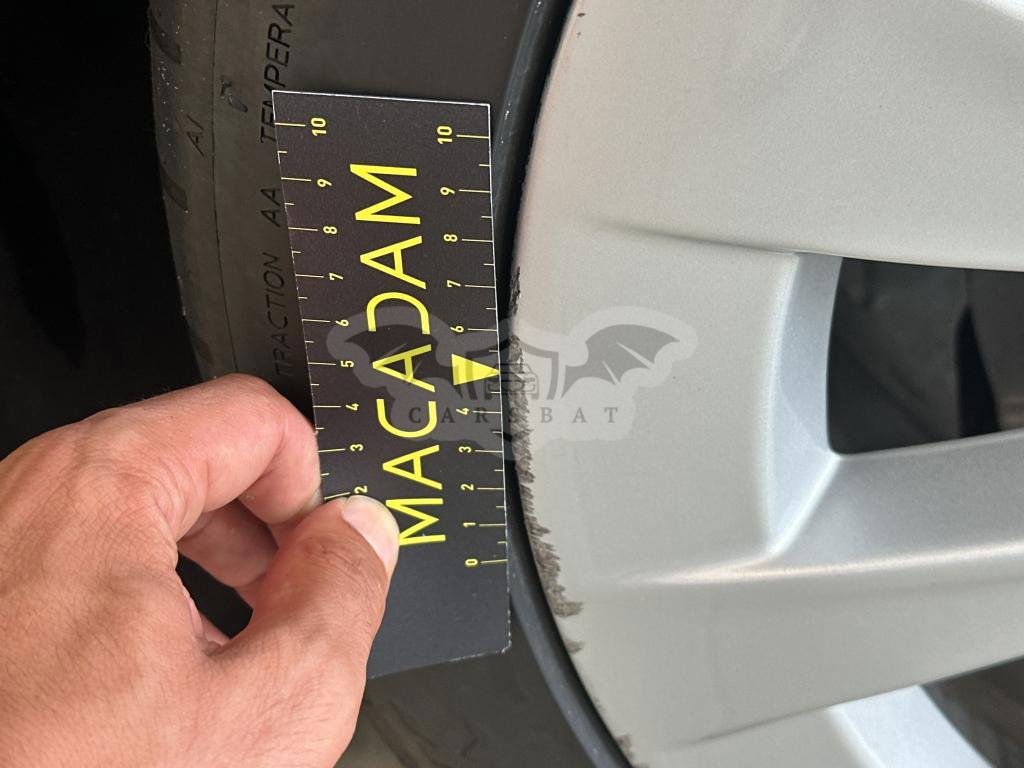 TRACTION AA TEMPERA
A/
10 9 8 7 6 5 4 3 2
MACADAM
10 9 8 7 6 4 3 2 1 0
CARSBAT